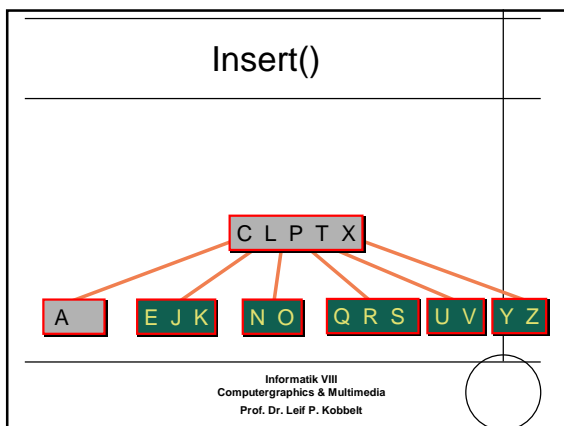 Insert()
C L P T X
A E J K N O Q R S U V Y Z
Informatik VIII
Computergraphics & Multimedia
Prof. Dr. Leif P. Kobbelt